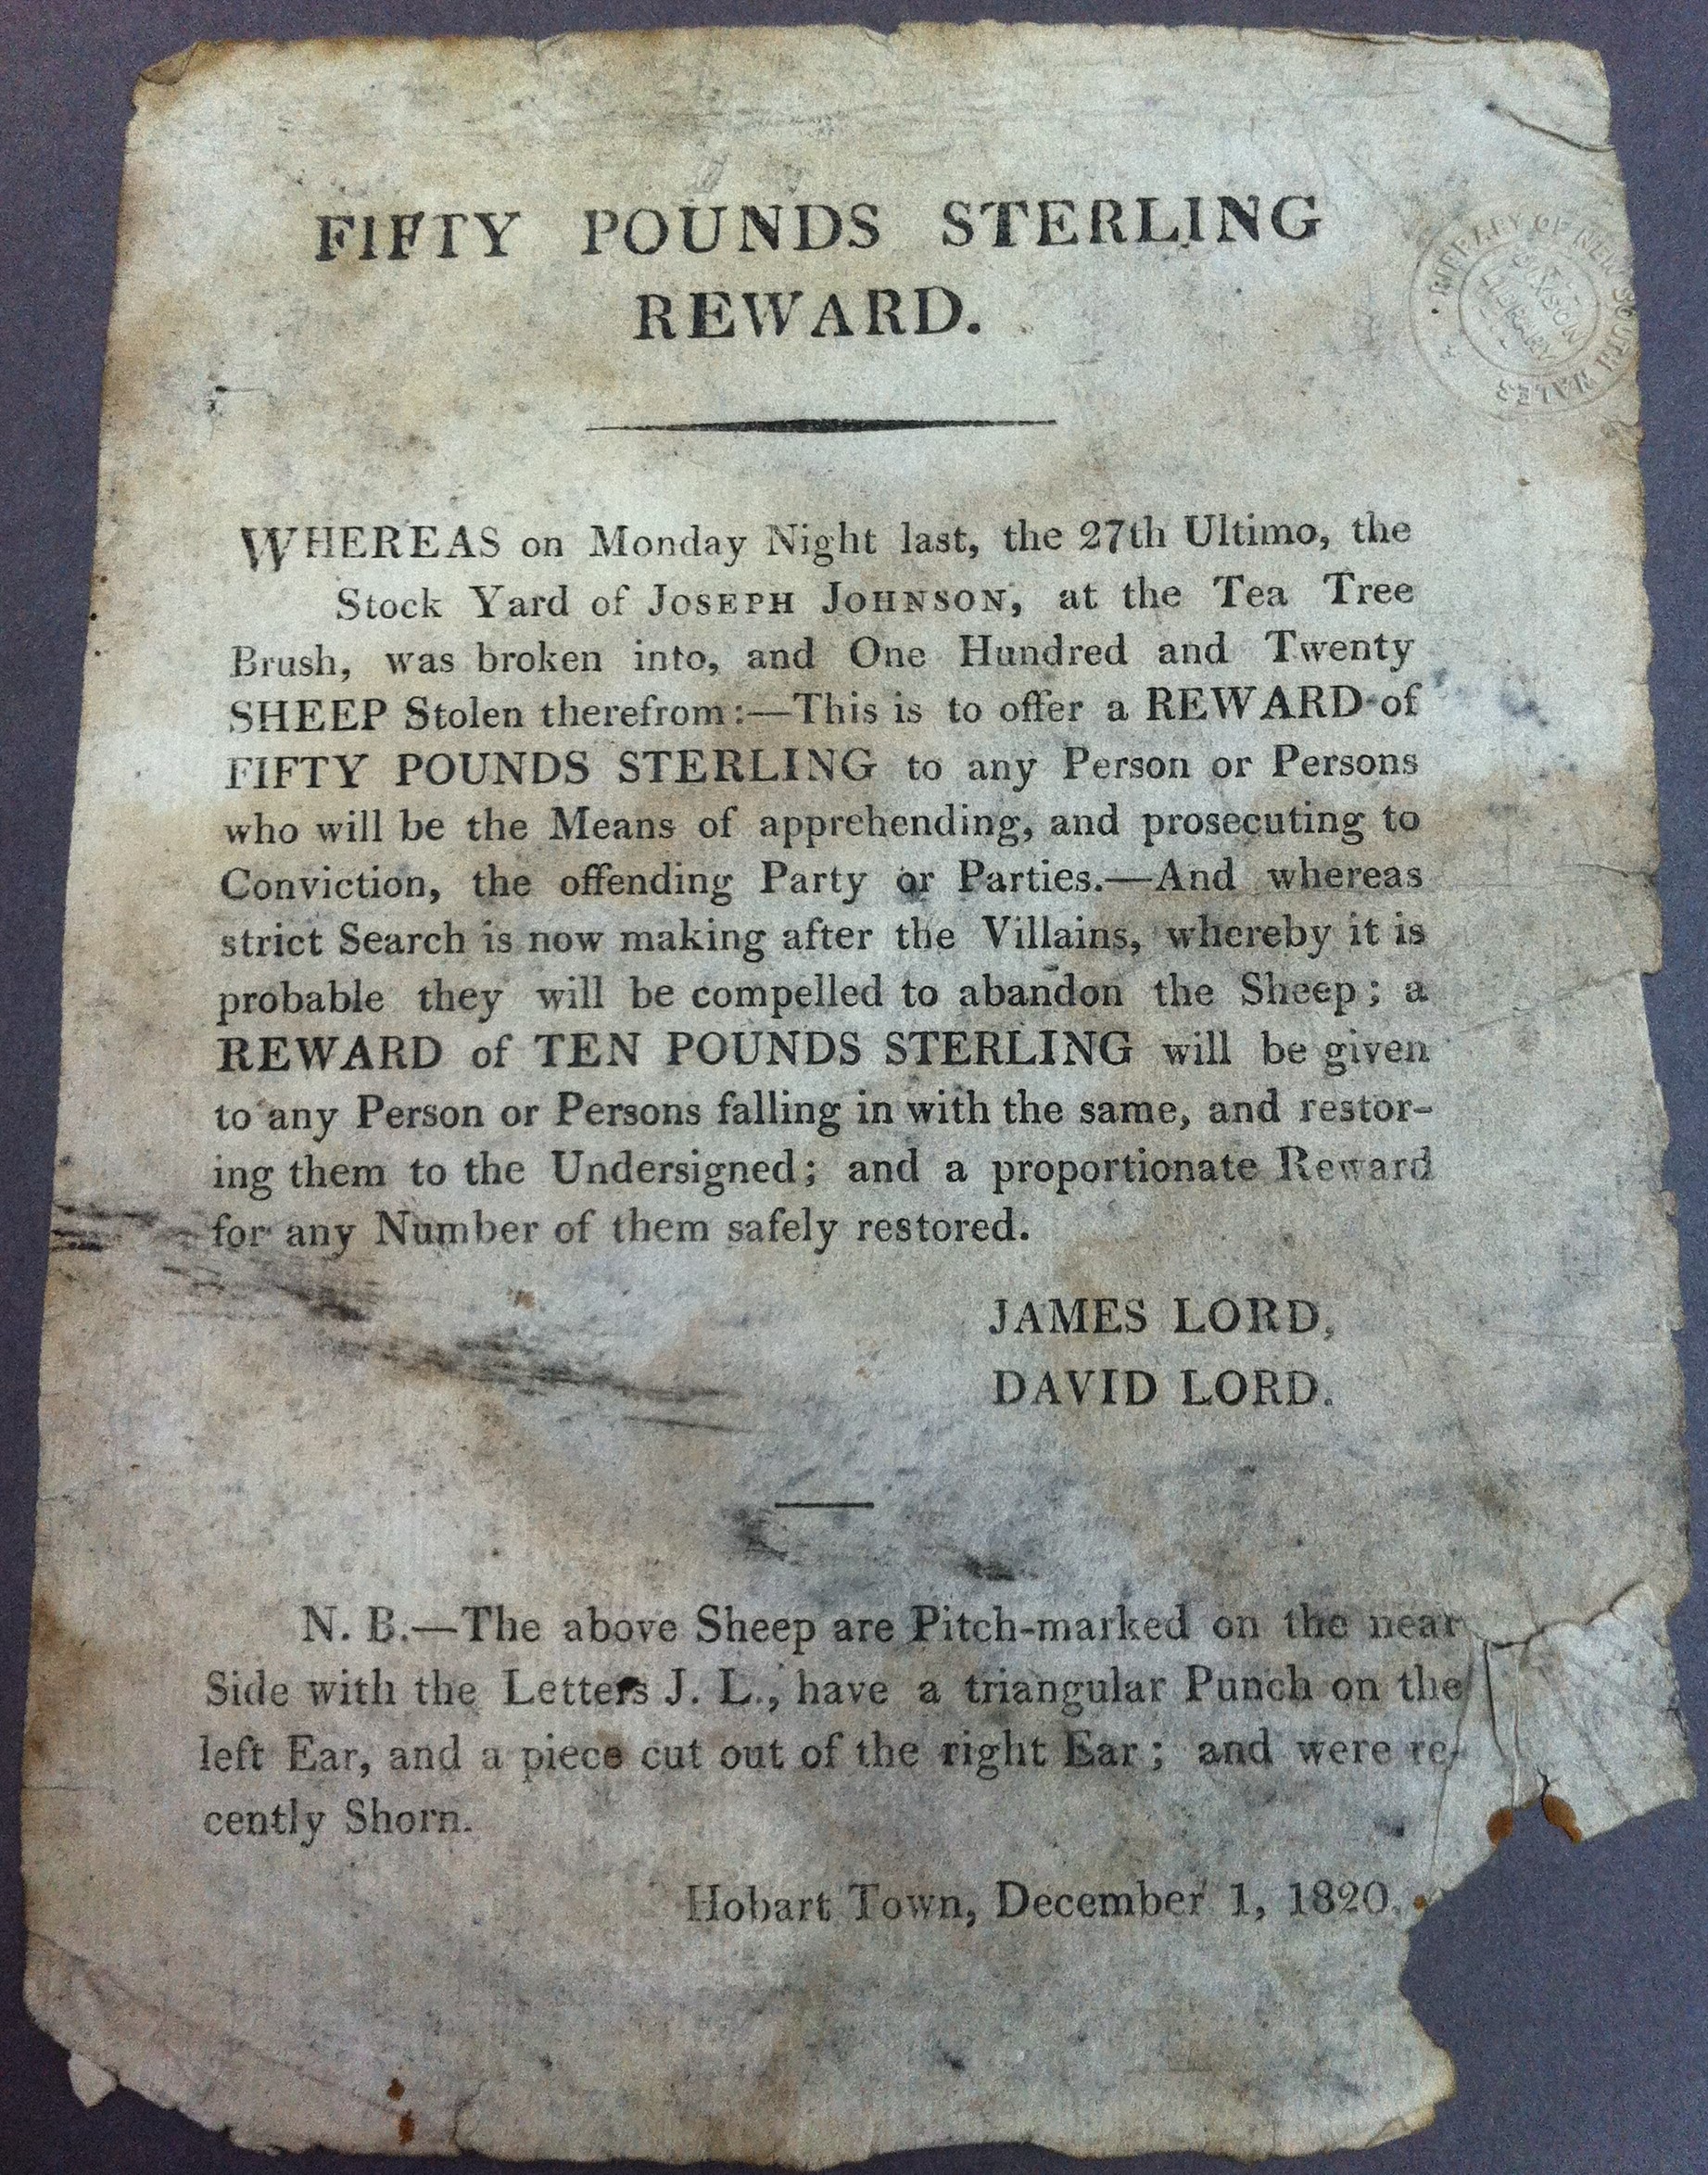 FIFTY POUNDS STERLING
REWARD.
LIBRARY OF NEW SOUTH WALES
DIXSON
LIBRARY
WHEREAS on Monday Night last, the 27th Ultimo, the
Stock Yard of JOSEPH JOHNSON, at the Tea Tree
Brush, was broken into, and One Hundred and Twenty
SHEEP Stolen therefrom:—This is to offer a REWARD of
FIFTY POUNDS STERLING to any Person or Persons
who will be the Means of apprehending, and prosecuting to
Conviction, the offending Party or Parties.—And whereas
strict Search is now making after the Villains, whereby it is
probable they will be compelled to abandon the Sheep; a
REWARD of TEN POUNDS STERLING will be given
to any Person or Persons falling in with the same, and restor-
ing them to the Undersigned; and a proportionate Reward
for any Number of them safely restored.
JAMES LORD,
DAVID LORD.
N. B.—The above Sheep are Pitch-marked on the near
Side with the Letters J. L., have a triangular Punch on the
left Ear, and a piece cut out of the right Ear; and were re-
cently Shorn.
Hobart Town, December 1, 1820.